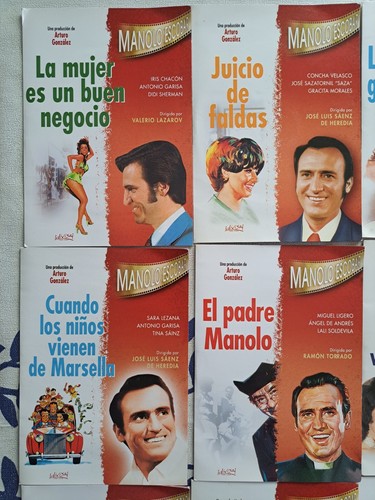 Una producción de
Arturo
González
MANOLO ESCOBAR
La mujer
es un buen
negocio
IRIS CHACÓN
ANTONIO GARISA
DIDI SHERMAN
Dirigida por
VALERIO LAZAROV
Una producción de
Arturo
González
MANOLO ESCOBAR
Juicio
de
faldas
CONCHA VELASCO
JOSÉ SAZATORNIL "SAZA"
GRACITA MORALES
Dirigida por
JOSÉ LUIS SÁENZ
DE HEREDIA
Una producción de
Arturo
González
MANOLO ESCOBAR
Cuando
los niños
vienen
de Marsella
SARA LEZANA
ANTONIO GARISA
TINA SÁINZ
Dirigida por
JOSÉ LUIS SÁENZ
DE HEREDIA
Una producción de
Arturo
González
MANOLO ESCOBAR
El padre
Manolo
MIGUEL LIGERO
ÁNGEL DE ANDRÉS
LALI SOLDEVILA
Dirigida por
RAMÓN TORRADO